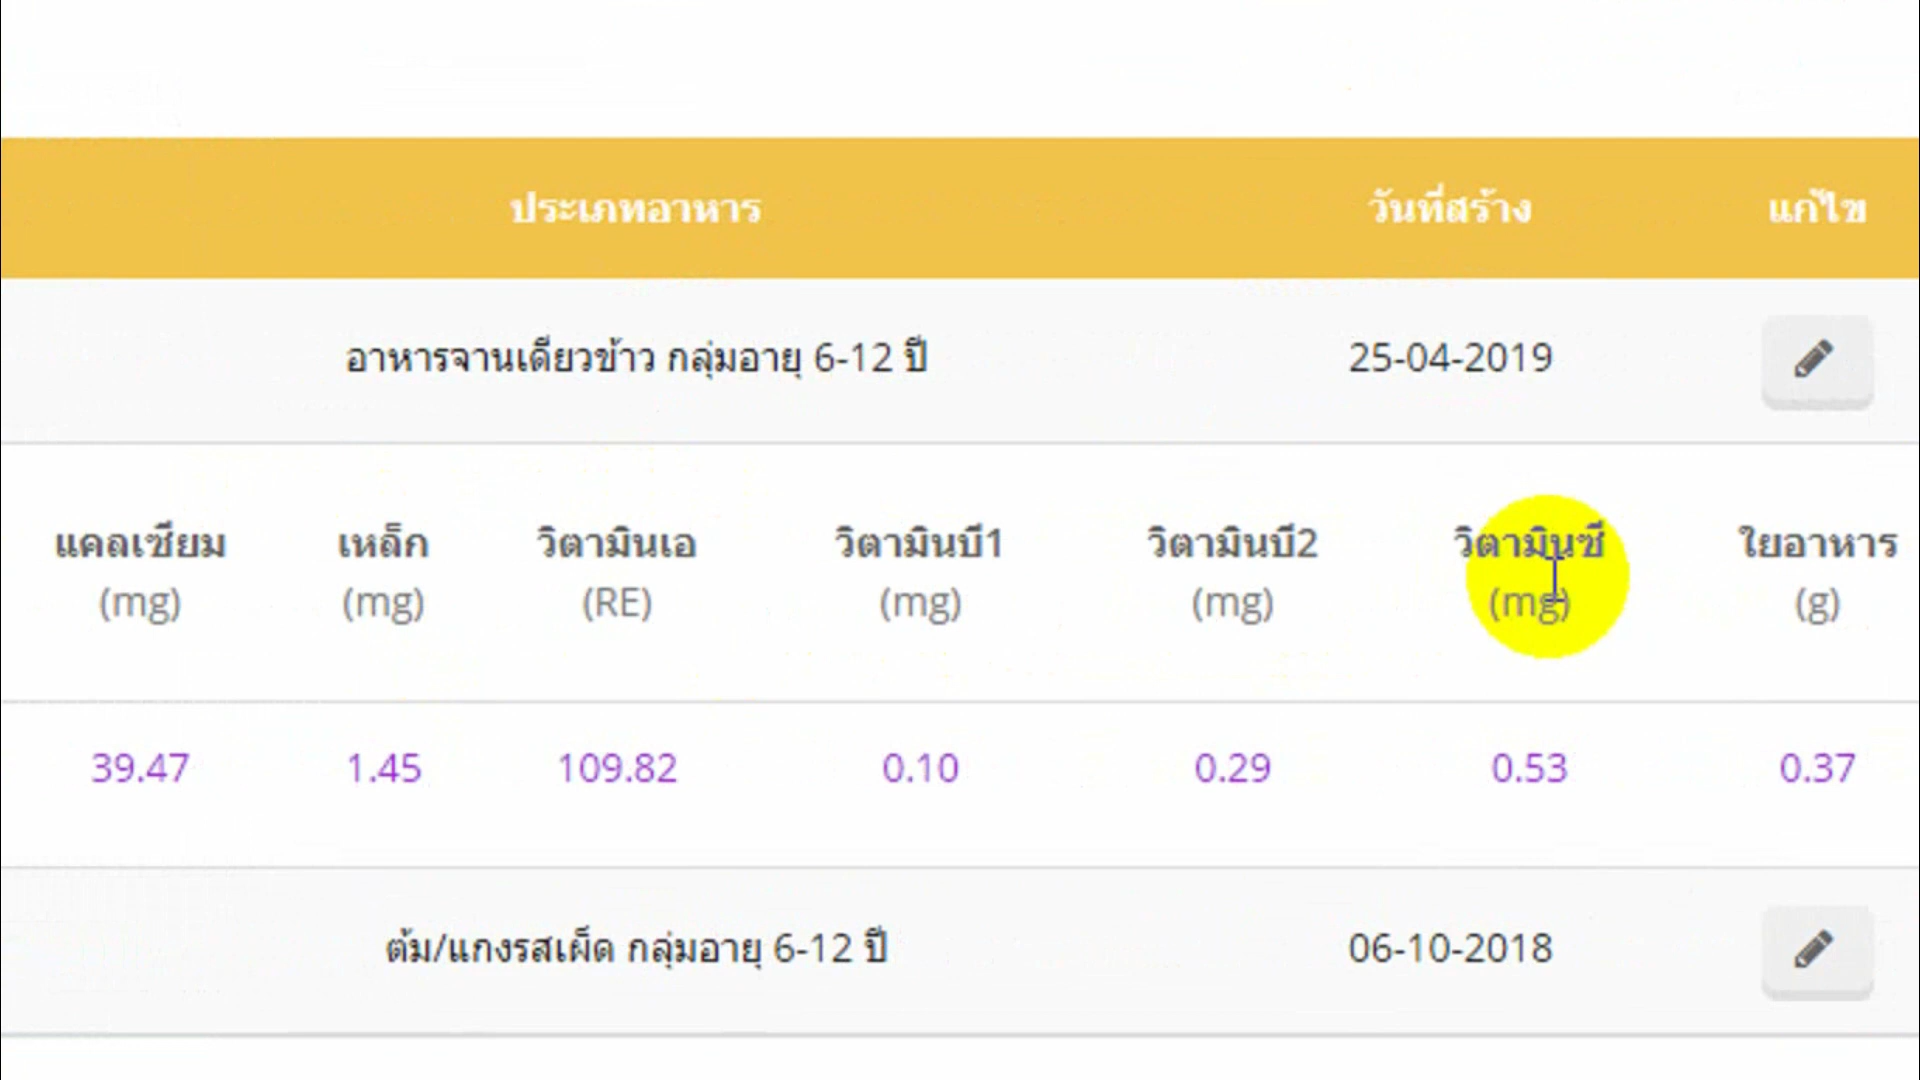 ประเภทอาหาร วันที่สร้าง แก้ไข
อาหารจานเดียวข้าว กลุ่มอายุ 6-12 ปี 25-04-2019
แคลเซียม เหล็ก วิตามินเอ วิตามินบี1 วิตามินบี2 วิตามินซี ใยอาหาร
(mg) (mg) (RE) (mg) (mg) (mg) (g)
39.47 1.45 109.82 0.10 0.29 0.53 0.37
ต้ม/แกงรสเผ็ด กลุ่มอายุ 6-12 ปี 06-10-2018